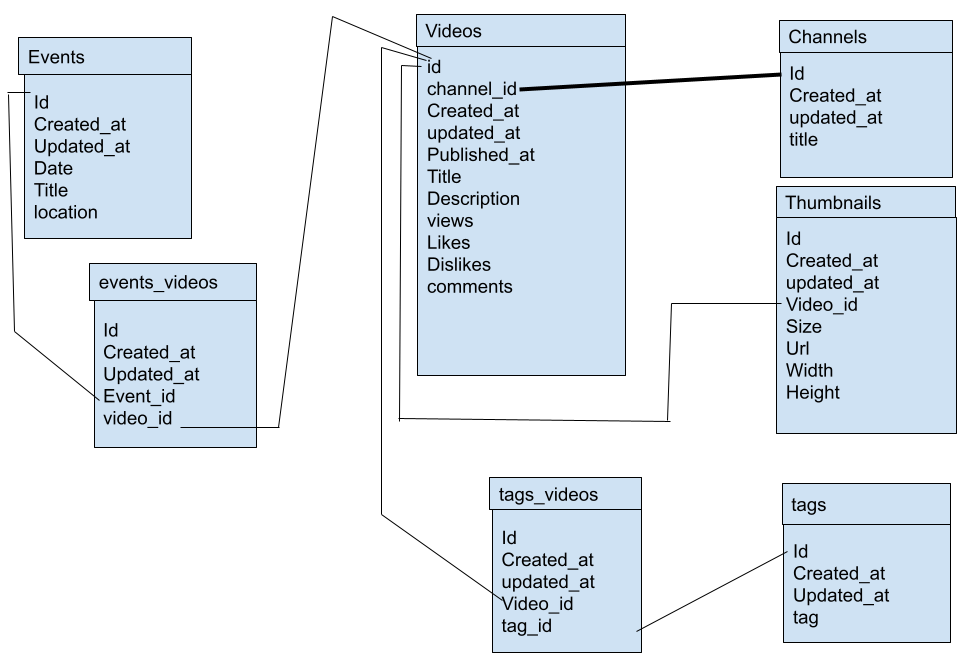 Events
Id
Created_at
Updated_at
Date
Title
location
events_videos
Id
Created_at
Updated_at
Event_id
video_id
Videos
id
channel_id
Created_at
updated_at
Published_at
Title
Description
views
Likes
Dislikes
comments
Channels
Id
Created_at
updated_at
title
Thumbnails
Id
Created_at
updated_at
Video_id
Size
Url
Width
Height
tags_videos
Id
Created_at
updated_at
Video_id
tag_id
tags
Id
Created_at
Updated_at
tag